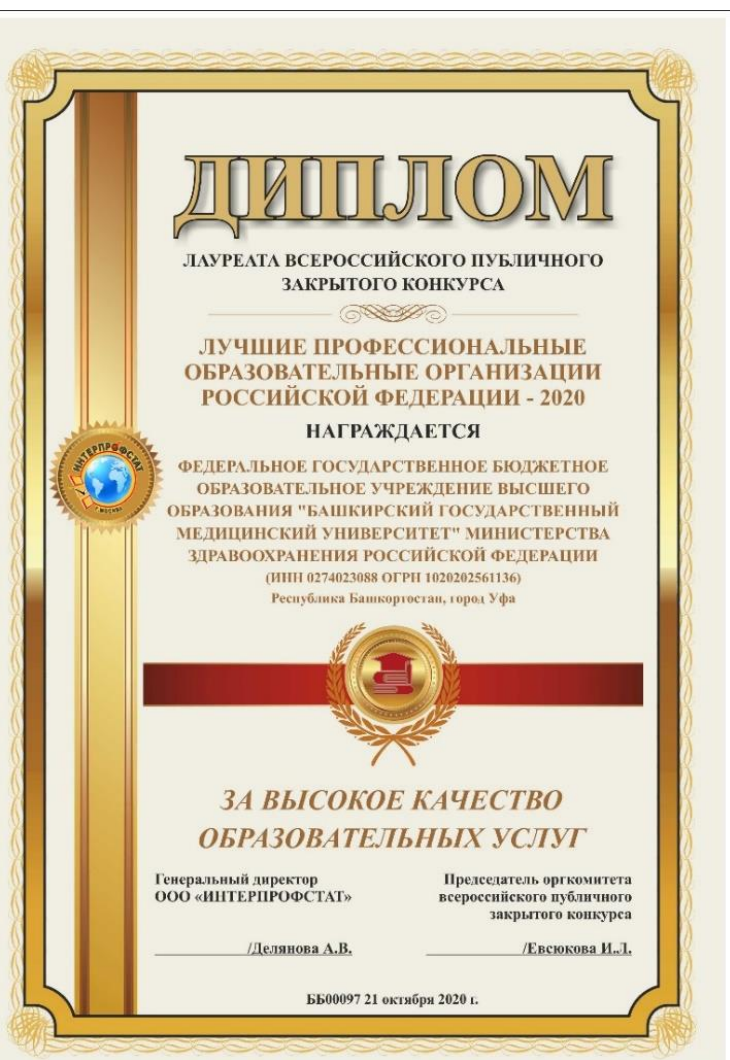 ДИПЛОМ
ЛАУРЕАТА ВСЕРОССИЙСКОГО ПУБЛИЧНОГО
ЗАКРЫТОГО КОНКУРСА
ЛУЧШИЕ ПРОФЕССИОНАЛЬНЫЕ
ОБРАЗОВАТЕЛЬНЫЕ ОРГАНИЗАЦИИ
РОССИЙСКОЙ ФЕДЕРАЦИИ - 2020
НАГРАЖДАЕТСЯ
ИНТЕРПРОФСТАТ
г. МОСКВА
ФЕДЕРАЛЬНОЕ ГОСУДАРСТВЕННОЕ БЮДЖЕТНОЕ
ОБРАЗОВАТЕЛЬНОЕ УЧРЕЖДЕНИЕ ВЫСШЕГО
ОБРАЗОВАНИЯ "БАШКИРСКИЙ ГОСУДАРСТВЕННЫЙ
МЕДИЦИНСКИЙ УНИВЕРСИТЕТ" МИНИСТЕРСТВА
ЗДРАВООХРАНЕНИЯ РОССИЙСКОЙ ФЕДЕРАЦИИ
(ИНН 0274023088 ОГРН 1020202561136)
Республика Башкортостан, город Уфа
ЗА ВЫСОКОЕ КАЧЕСТВО
ОБРАЗОВАТЕЛЬНЫХ УСЛУГ
Генеральный директор
ООО «ИНТЕРПРОФСТАТ»
/Делянова А.В.
Председатель оргкомитета
всероссийского публичного
закрытого конкурса
/Евсюкова И.Л.
ББ00097 21 октября 2020 г.